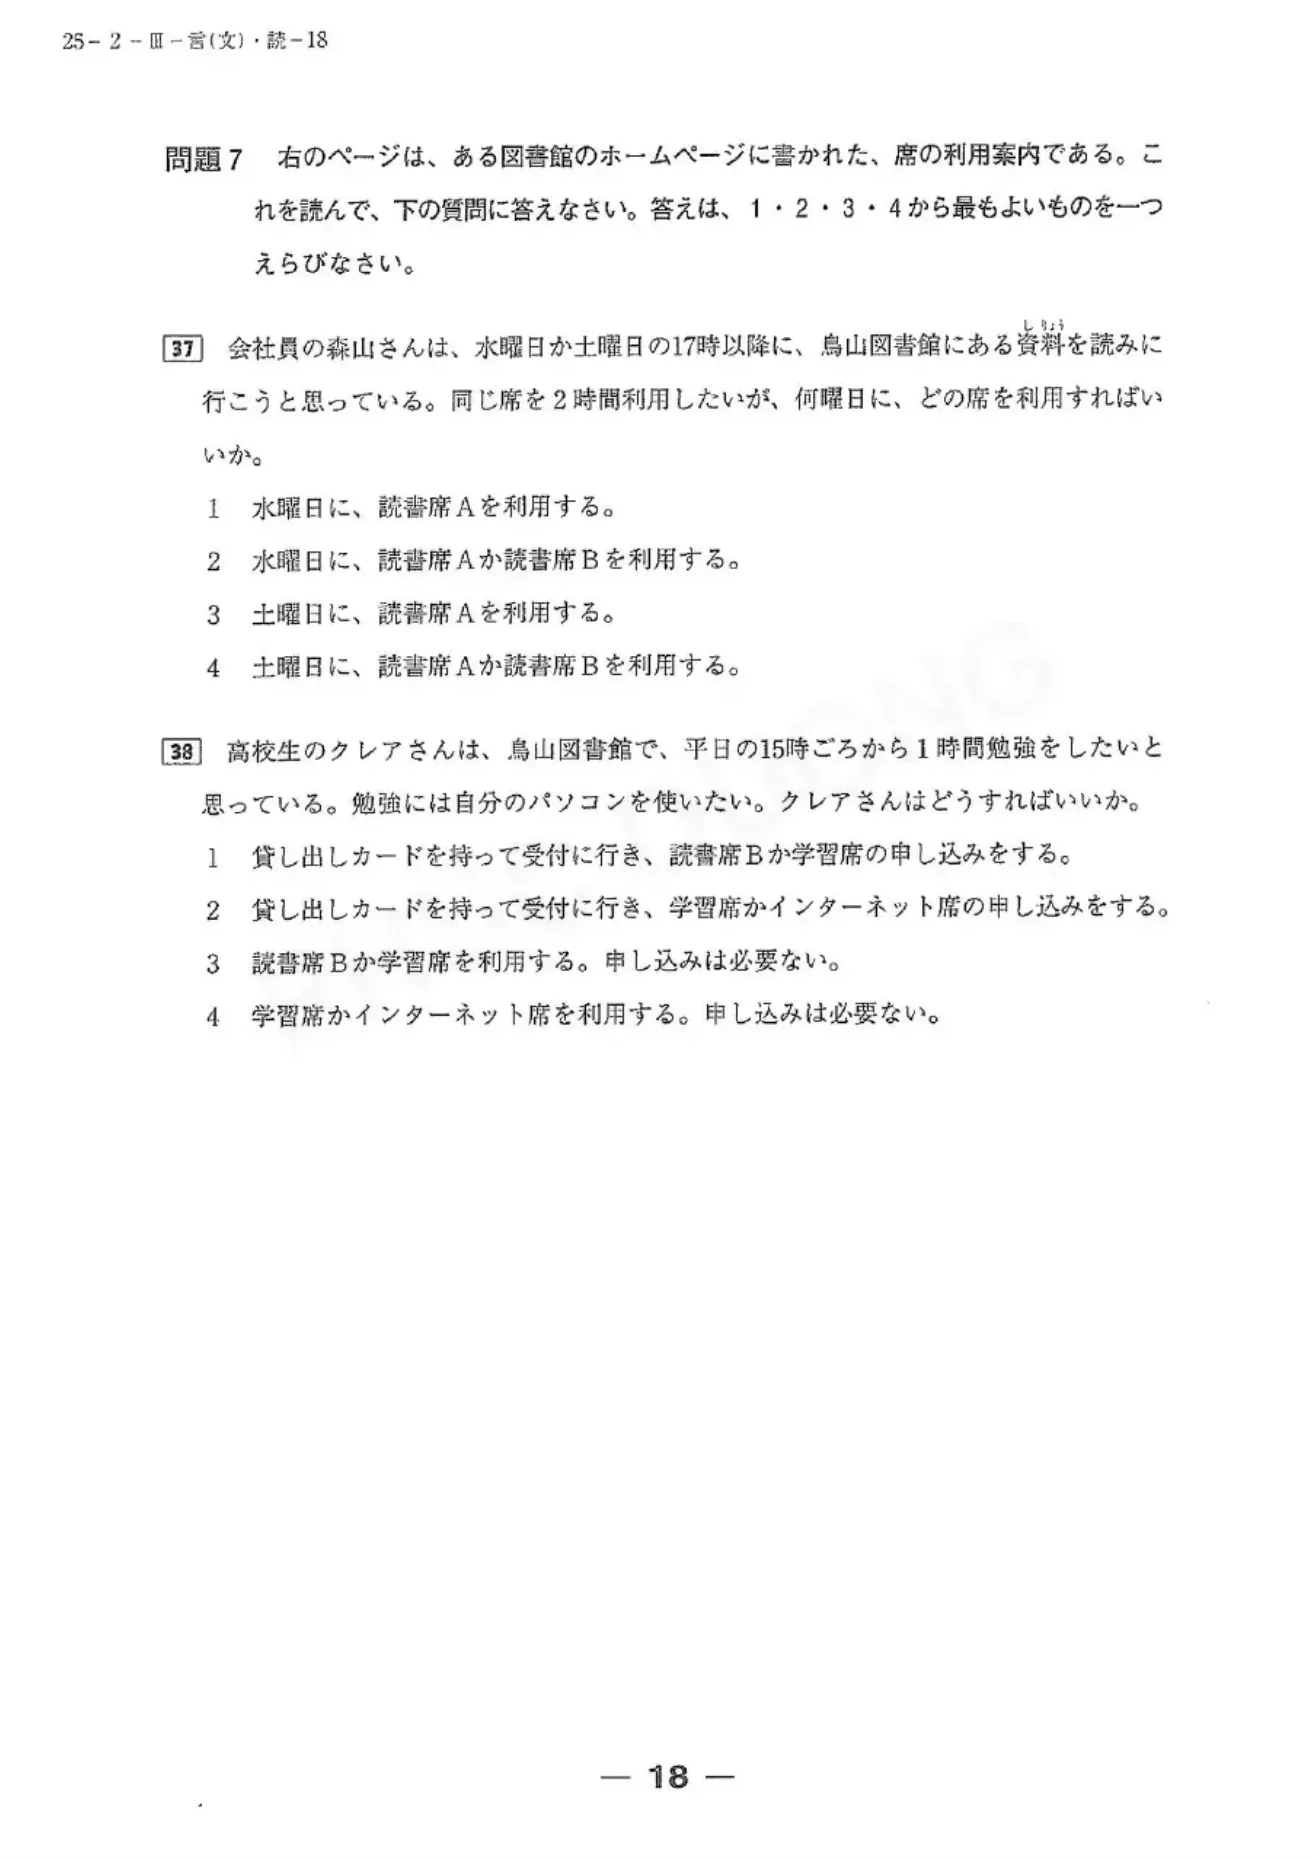 25-2-Ⅲ-言(文)・読-18
問題7 右のページは、ある図書館のホームページに書かれた、席の利用案内である。こ
れを読んで、下の質問に答えなさい。答えは、1・2・3・4から最もよいものを一つ
えらびなさい。
37 会社員の森山さんは、水曜日か土曜日の17時以降に、鳥山図書館にある資料を読みに
しりょう
行こうと思っている。同じ席を2時間利用したいが、何曜日に、どの席を利用すればい
いか。
1 水曜日に、読書席Aを利用する。
2 水曜日に、読書席Aか読書席Bを利用する。
3 土曜日に、読書席Aを利用する。
4 土曜日に、読書席Aか読書席Bを利用する。
38 高校生のクレアさんは、鳥山図書館で、平日の15時ごろから1時間勉強をしたいと
思っている。勉強には自分のパソコンを使いたい。クレアさんはどうすればいいか。
1 貸し出しカードを持って受付に行き、読書席Bか学習席の申し込みをする。
2 貸し出しカードを持って受付に行き、学習席かインターネット席の申し込みをする。
3 読書席Bか学習席を利用する。申し込みは必要ない。
4 学習席かインターネット席を利用する。申し込みは必要ない。
— 18 —